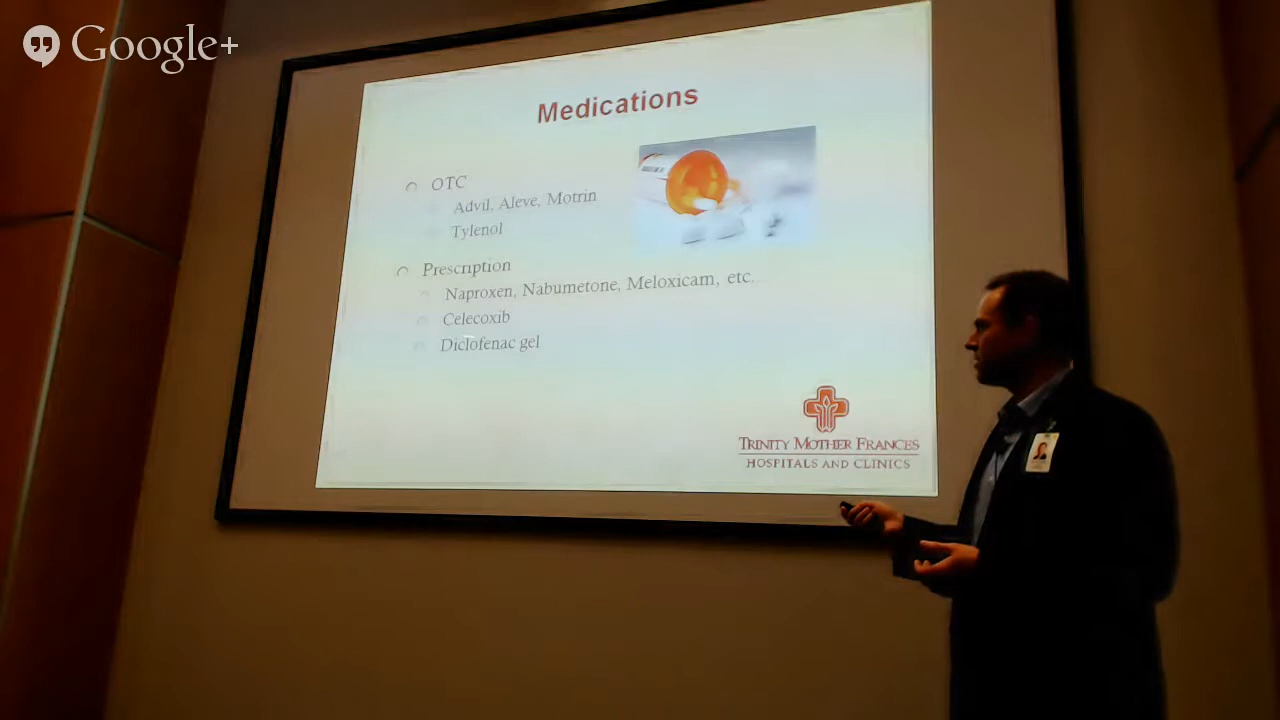 Google+
Medications
OTC
Advil, Aleve, Motrin
Tylenol
Prescription
Naproxen, Nabumetone, Meloxicam, etc.
Celecoxib
Diclofenac gel
TRINITY MOTHER FRANCES
HOSPITALS AND CLINICS